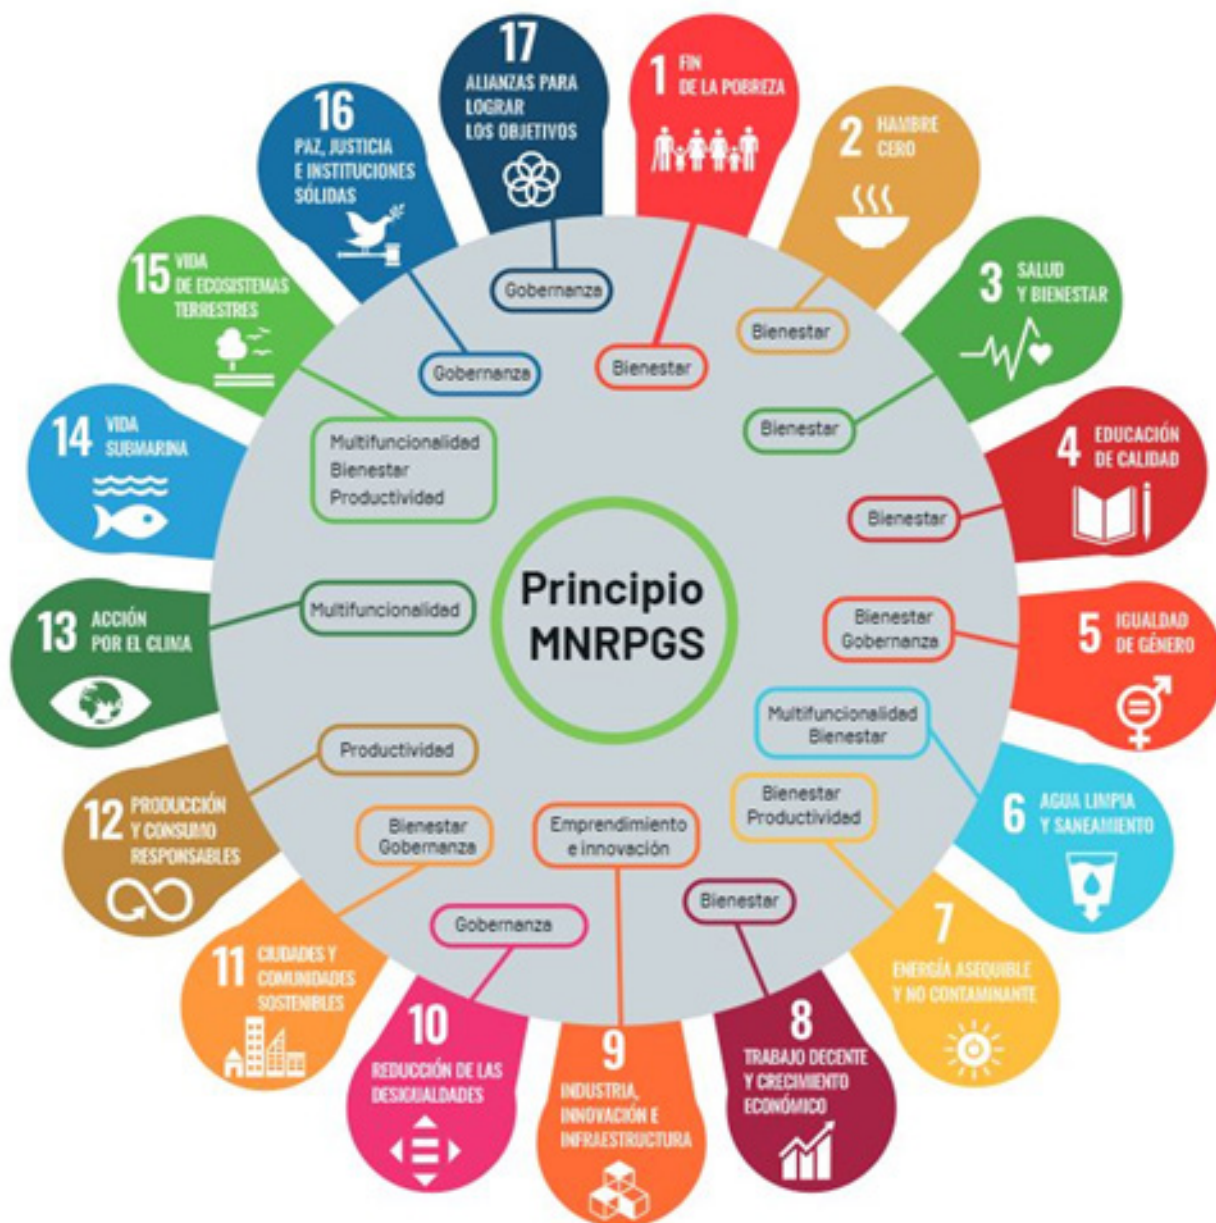 1 FIN
DE LA POBREZA
2 HAMBRE
CERO
3 SALUD
Y BIENESTAR
4 EDUCACIÓN
DE CALIDAD
5 IGUALDAD
DE GÉNERO
6 AGUA LIMPIA
Y SANEAMIENTO
7
ENERGÍA ASEQUIBLE
Y NO CONTAMINANTE
8
TRABAJO DECENTE
Y CRECIMIENTO
ECONÓMICO
9
INDUSTRIA,
INNOVACIÓN E
INFRAESTRUCTURA
10
REDUCCIÓN DE LAS
DESIGUALDADES
11 CIUDADES Y
COMUNIDADES
SOSTENIBLES
12 PRODUCCIÓN
Y CONSUMO
RESPONSABLES
13 ACCIÓN
POR EL CLIMA
14 VIDA
SUBMARINA
15 VIDA
DE ECOSISTEMAS
TERRESTRES
16
PAZ, JUSTICIA
E INSTITUCIONES
SÓLIDAS
17
ALIANZAS PARA
LOGRAR
LOS OBJETIVOS
Bienestar
Bienestar
Bienestar
Bienestar
Bienestar
Gobernanza
Multifuncionalidad
Bienestar
Bienestar
Productividad
Bienestar
Emprendimiento
e innovación
Gobernanza
Bienestar
Gobernanza
Productividad
Multifuncionalidad
Multifuncionalidad
Bienestar
Productividad
Gobernanza
Gobernanza
Principio
MNRPGS